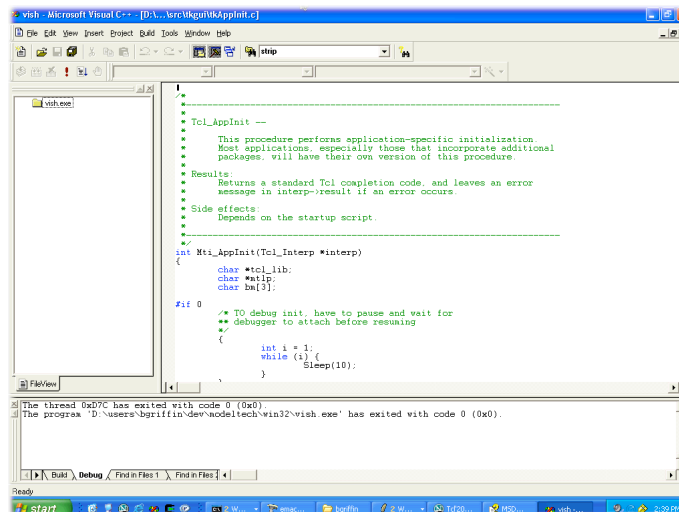 vish - Microsoft Visual C++ - [D:\...\src\tkgui\tkAppInit.c]
File Edit View Insert Project Build Tools Window Help
strip
vish.exe
/*
*----------------------------------------------------------------------
*
* Tcl_AppInit --
*
* This procedure performs application-specific initialization.
* Most applications, especially those that incorporate additional
* packages, will have their own version of this procedure.
*
* Results:
* Returns a standard Tcl completion code, and leaves an error
* message in interp->result if an error occurs.
*
* Side effects:
* Depends on the startup script.
*
*----------------------------------------------------------------------
*/
int Mti_AppInit(Tcl_Interp *interp)
{
char *tcl_lib;
char *mtlp;
char bm[3];
#if 0
/* TO debug init, have to pause and wait for
** debugger to attach before resuming
*/
{
int i = 1;
while (i) {
Sleep(10);
}
FileView
The thread 0xD7C has exited with code 0 (0x0).
The program 'D:\users\bgriffin\dev\modeltech\win32\vish.exe' has exited with code 0 (0x0).
Build Debug Find in Files 1 Find in Files
Ready
start 2 W... emac... bgriffin 2 W... Tcl20... MSD... vish -... 2:39 PM